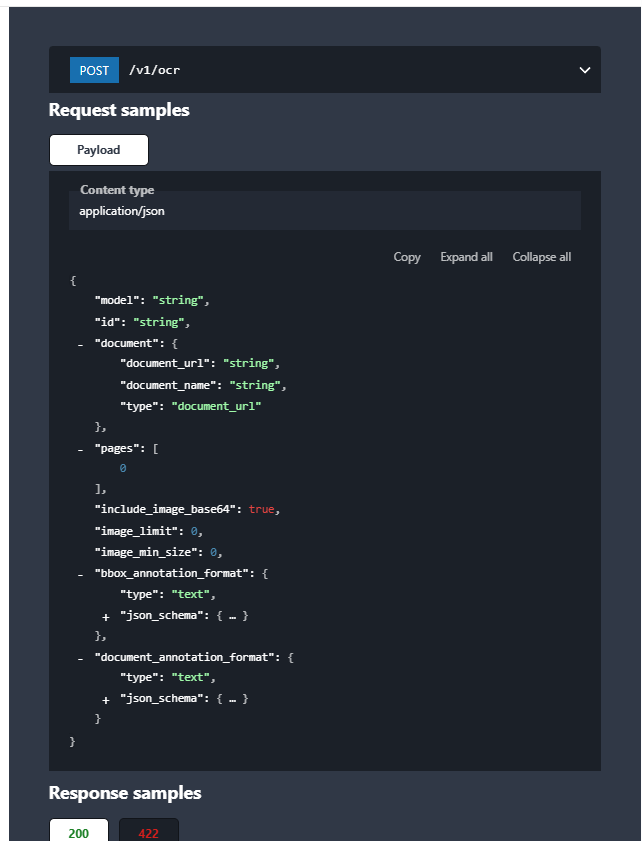 POST /v1/ocr
Request samples
Payload
Content type
application/json
Copy Expand all Collapse all
{
"model": "string",
"id": "string",
- "document": {
"document_url": "string",
"document_name": "string",
"type": "document_url"
},
- "pages": [
0
],
"include_image_base64": true,
"image_limit": 0,
"image_min_size": 0,
- "bbox_annotation_format": {
"type": "text",
+ "json_schema": { … }
},
- "document_annotation_format": {
"type": "text",
+ "json_schema": { … }
}
}
Response samples
200 422